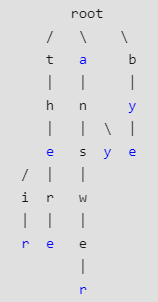 root
/ \ \
t a b
| | |
h n y
| | \ |
e s y e
/ | |
i r w
| | |
r e e
|
r